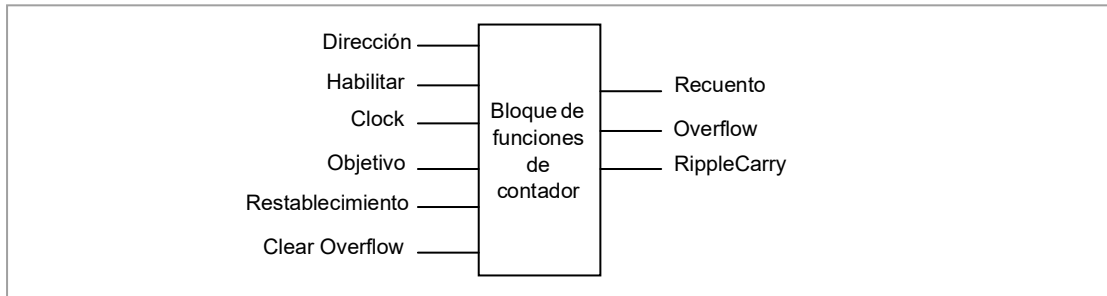 Dirección
Habilitar
Clock
Objetivo
Restablecimiento
Clear Overflow
Bloque de
funciones
de
contador
Recuento
Overflow
RippleCarry